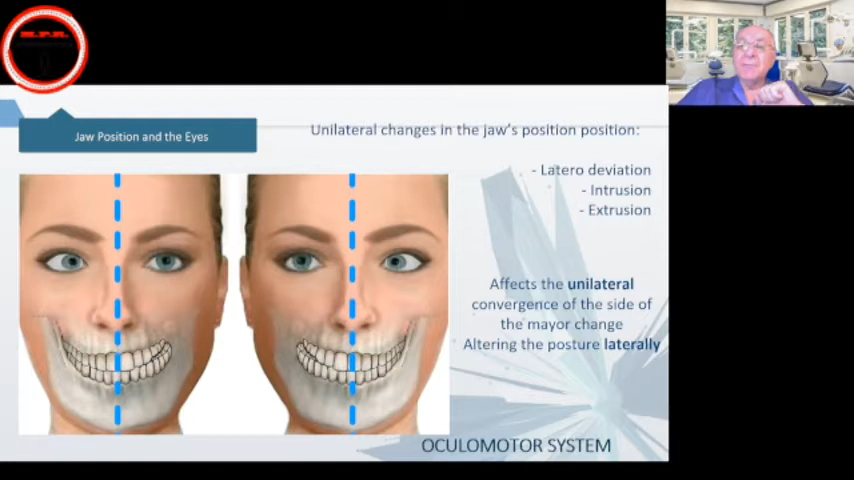 M.F.R.
Jaw Position and the Eyes
Unilateral changes in the jaw's position position:
- Latero deviation
- Intrusion
- Extrusion
Affects the unilateral
convergence of the side of
the mayor change
Altering the posture laterally
OCULOMOTOR SYSTEM